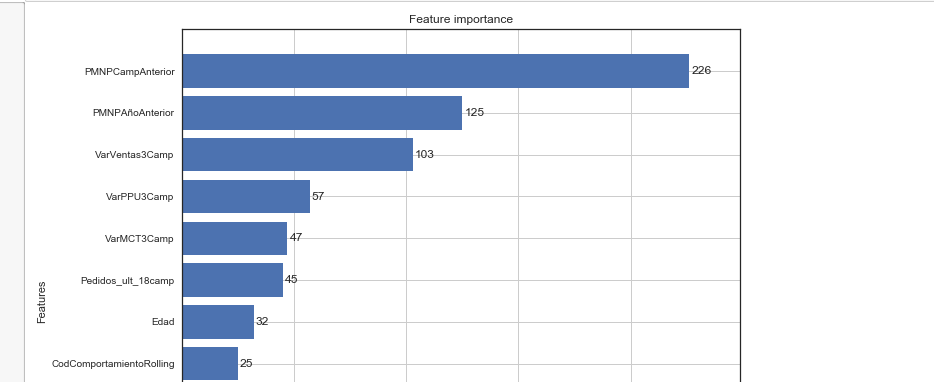 Feature importance
PMNPCampAnterior 226
PMNPAñoAnterior 125
VarVentas3Camp 103
VarPPU3Camp 57
VarMCT3Camp 47
Pedidos_ult_18camp 45
Edad 32
CodComportamientoRolling 25
Features